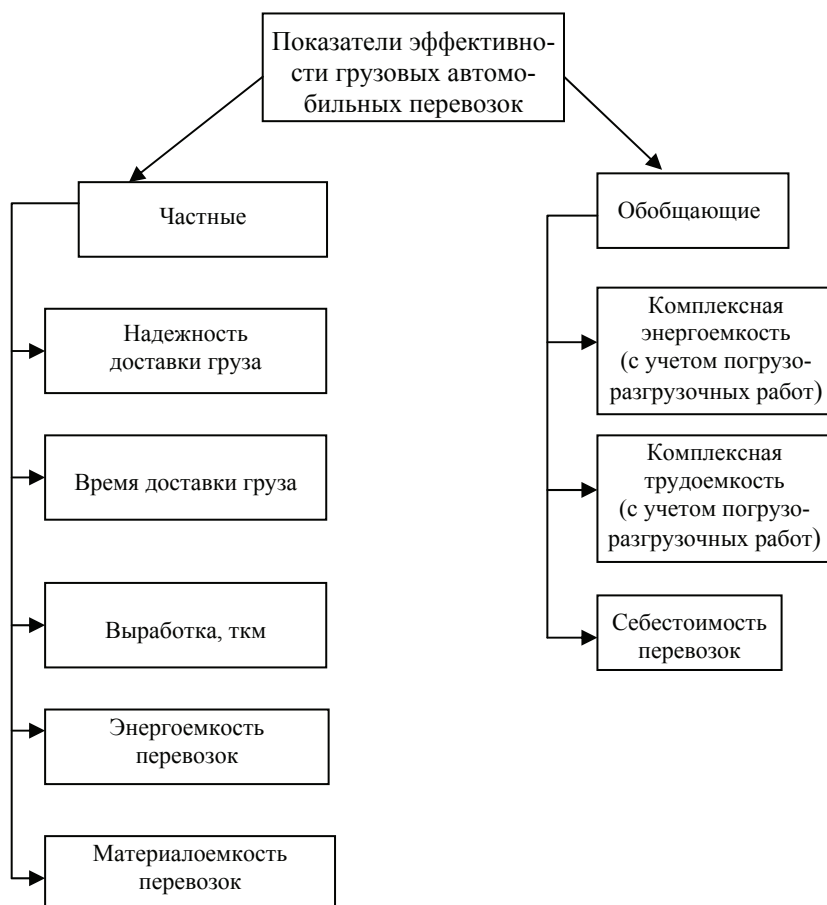 Показатели эффективно-
сти грузовых автомо-
бильных перевозок
Частные
Обобщающие
Надежность
доставки груза
Время доставки груза
Выработка, ткм
Энергоемкость
перевозок
Материалоемкость
перевозок
Комплексная
энергоемкость
(с учетом погрузо-
разгрузочных работ)
Комплексная
трудоемкость
(с учетом погрузо-
разгрузочных работ)
Себестоимость
перевозок